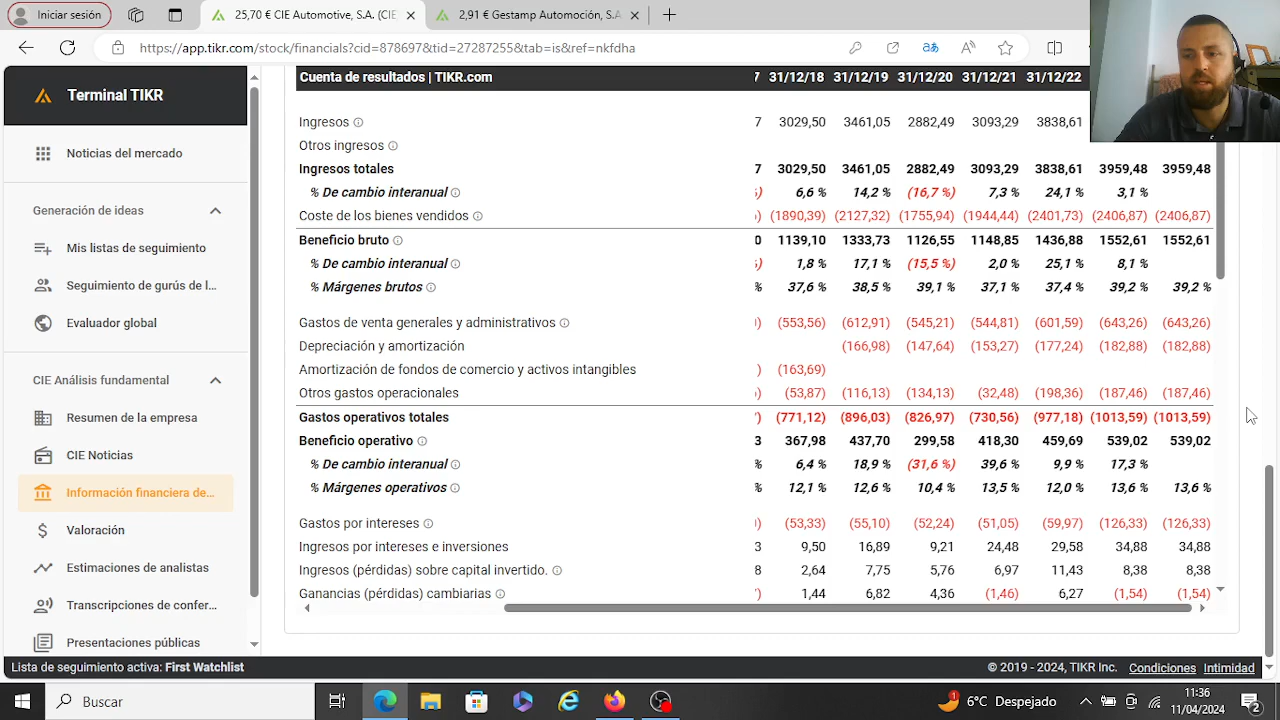 Iniciar sesión
25,70 € CIE Automotive, S.A. (CIE
2,91 € Gestamp Automoción, S.A
https://app.tikr.com/stock/financials?cid=878697&tid=27287255&tab=is&ref=nkfdha
Terminal TIKR
Noticias del mercado
Generación de ideas
Mis listas de seguimiento
Seguimiento de gurús de l...
Evaluador global
CIE Análisis fundamental
Resumen de la empresa
CIE Noticias
Información financiera de...
Valoración
Estimaciones de analistas
Transcripciones de confer...
Presentaciones públicas
Cuenta de resultados | TIKR.com 7 31/12/18 31/12/19 31/12/20 31/12/21 31/12/22
Ingresos 7 3029,50 3461,05 2882,49 3093,29 3838,61
Otros ingresos
Ingresos totales 7 3029,50 3461,05 2882,49 3093,29 3838,61 3959,48 3959,48
% De cambio interanual 6,6 % 14,2 % (16,7 %) 7,3 % 24,1 % 3,1 %
Coste de los bienes vendidos (1890,39) (2127,32) (1755,94) (1944,44) (2401,73) (2406,87) (2406,87)
Beneficio bruto 0 1139,10 1333,73 1126,55 1148,85 1436,88 1552,61 1552,61
% De cambio interanual 1,8 % 17,1 % (15,5 %) 2,0 % 25,1 % 8,1 %
% Márgenes brutos % 37,6 % 38,5 % 39,1 % 37,1 % 37,4 % 39,2 % 39,2 %
Gastos de venta generales y administrativos ) (553,56) (612,91) (545,21) (544,81) (601,59) (643,26) (643,26)
Depreciación y amortización (166,98) (147,64) (153,27) (177,24) (182,88) (182,88)
Amortización de fondos de comercio y activos intangibles ) (163,69)
Otros gastos operacionales (53,87) (116,13) (134,13) (32,48) (198,36) (187,46) (187,46)
Gastos operativos totales (771,12) (896,03) (826,97) (730,56) (977,18) (1013,59) (1013,59)
Beneficio operativo 3 367,98 437,70 299,58 418,30 459,69 539,02 539,02
% De cambio interanual % 6,4 % 18,9 % (31,6 %) 39,6 % 9,9 % 17,3 %
% Márgenes operativos % 12,1 % 12,6 % 10,4 % 13,5 % 12,0 % 13,6 % 13,6 %
Gastos por intereses ) (53,33) (55,10) (52,24) (51,05) (59,97) (126,33) (126,33)
Ingresos por intereses e inversiones 3 9,50 16,89 9,21 24,48 29,58 34,88 34,88
Ingresos (pérdidas) sobre capital invertido. 8 2,64 7,75 5,76 6,97 11,43 8,38 8,38
Ganancias (pérdidas) cambiarias 1,44 6,82 4,36 (1,46) 6,27 (1,54) (1,54)
Lista de seguimiento activa: First Watchlist
© 2019 - 2024, TIKR Inc. Condiciones Intimidad
Buscar
1
6°C Despejado
11:36
11/04/2024
2